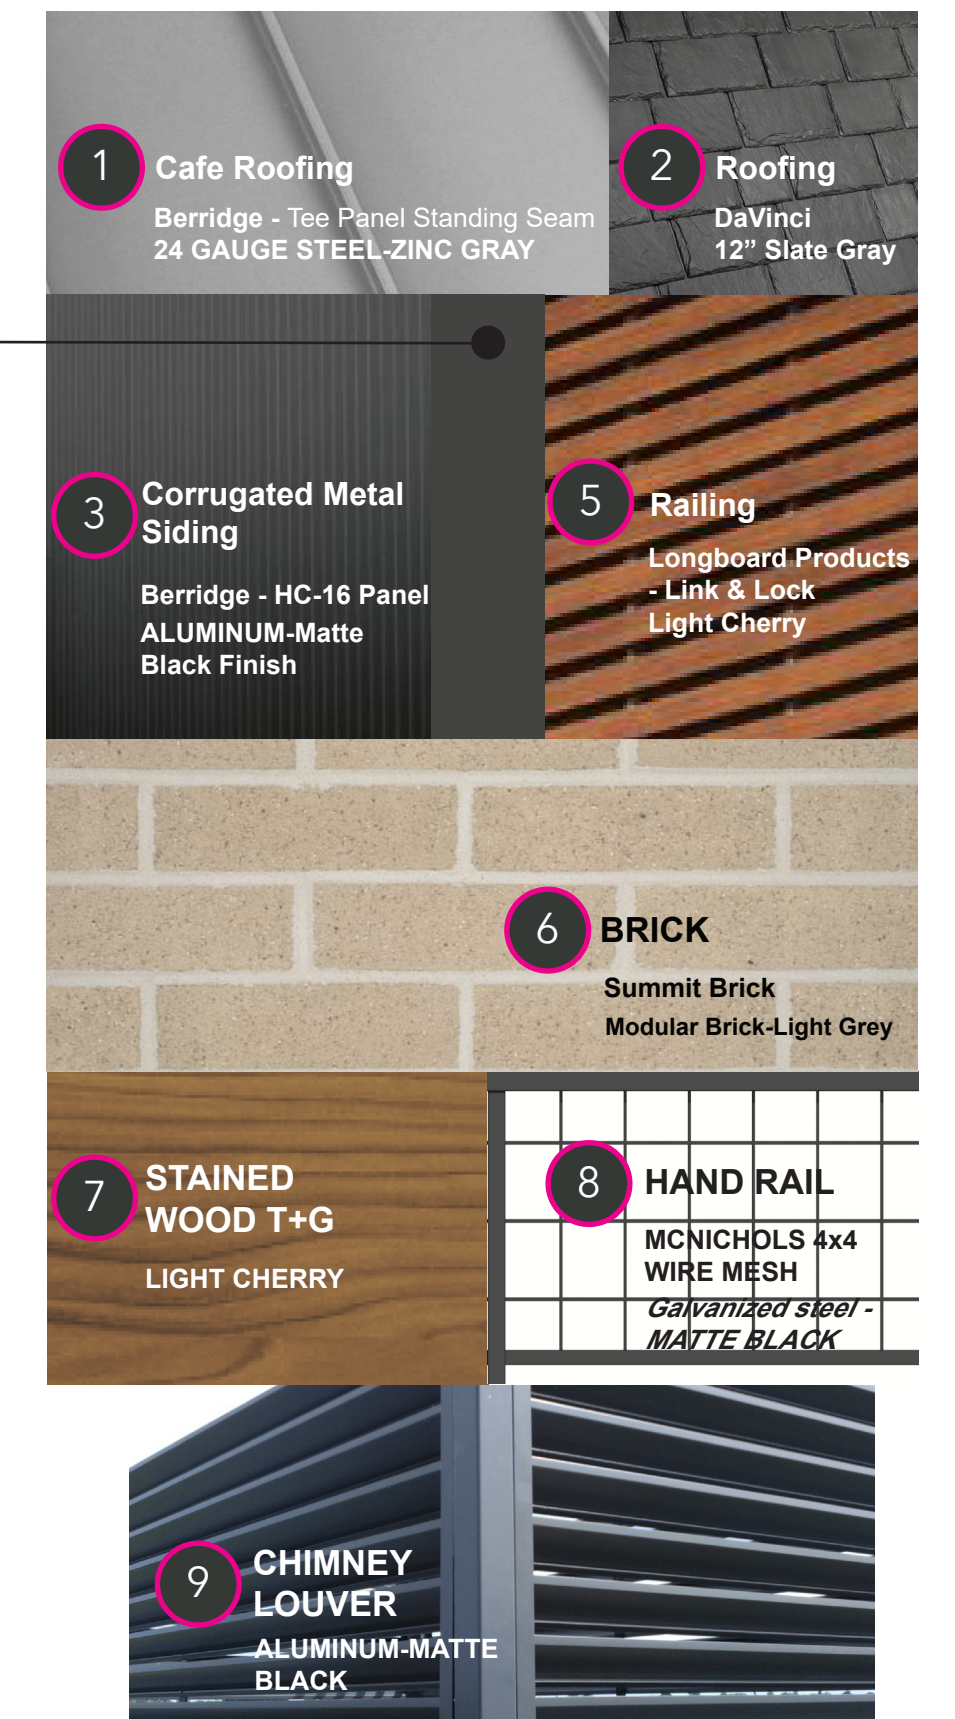 1
Cafe Roofing
Berridge - Tee Panel Standing Seam
24 GAUGE STEEL-ZINC GRAY
2
Roofing
DaVinci
12” Slate Gray
3
Corrugated Metal
Siding
Berridge - HC-16 Panel
ALUMINUM-Matte
Black Finish
5
Railing
Longboard Products
- Link & Lock
Light Cherry
6
BRICK
Summit Brick
Modular Brick-Light Grey
7
STAINED
WOOD T+G
LIGHT CHERRY
8
HAND RAIL
MCNICHOLS 4x4
WIRE MESH
Galvanized steel -
MATTE BLACK
9
CHIMNEY
LOUVER
ALUMINUM-MATTE
BLACK